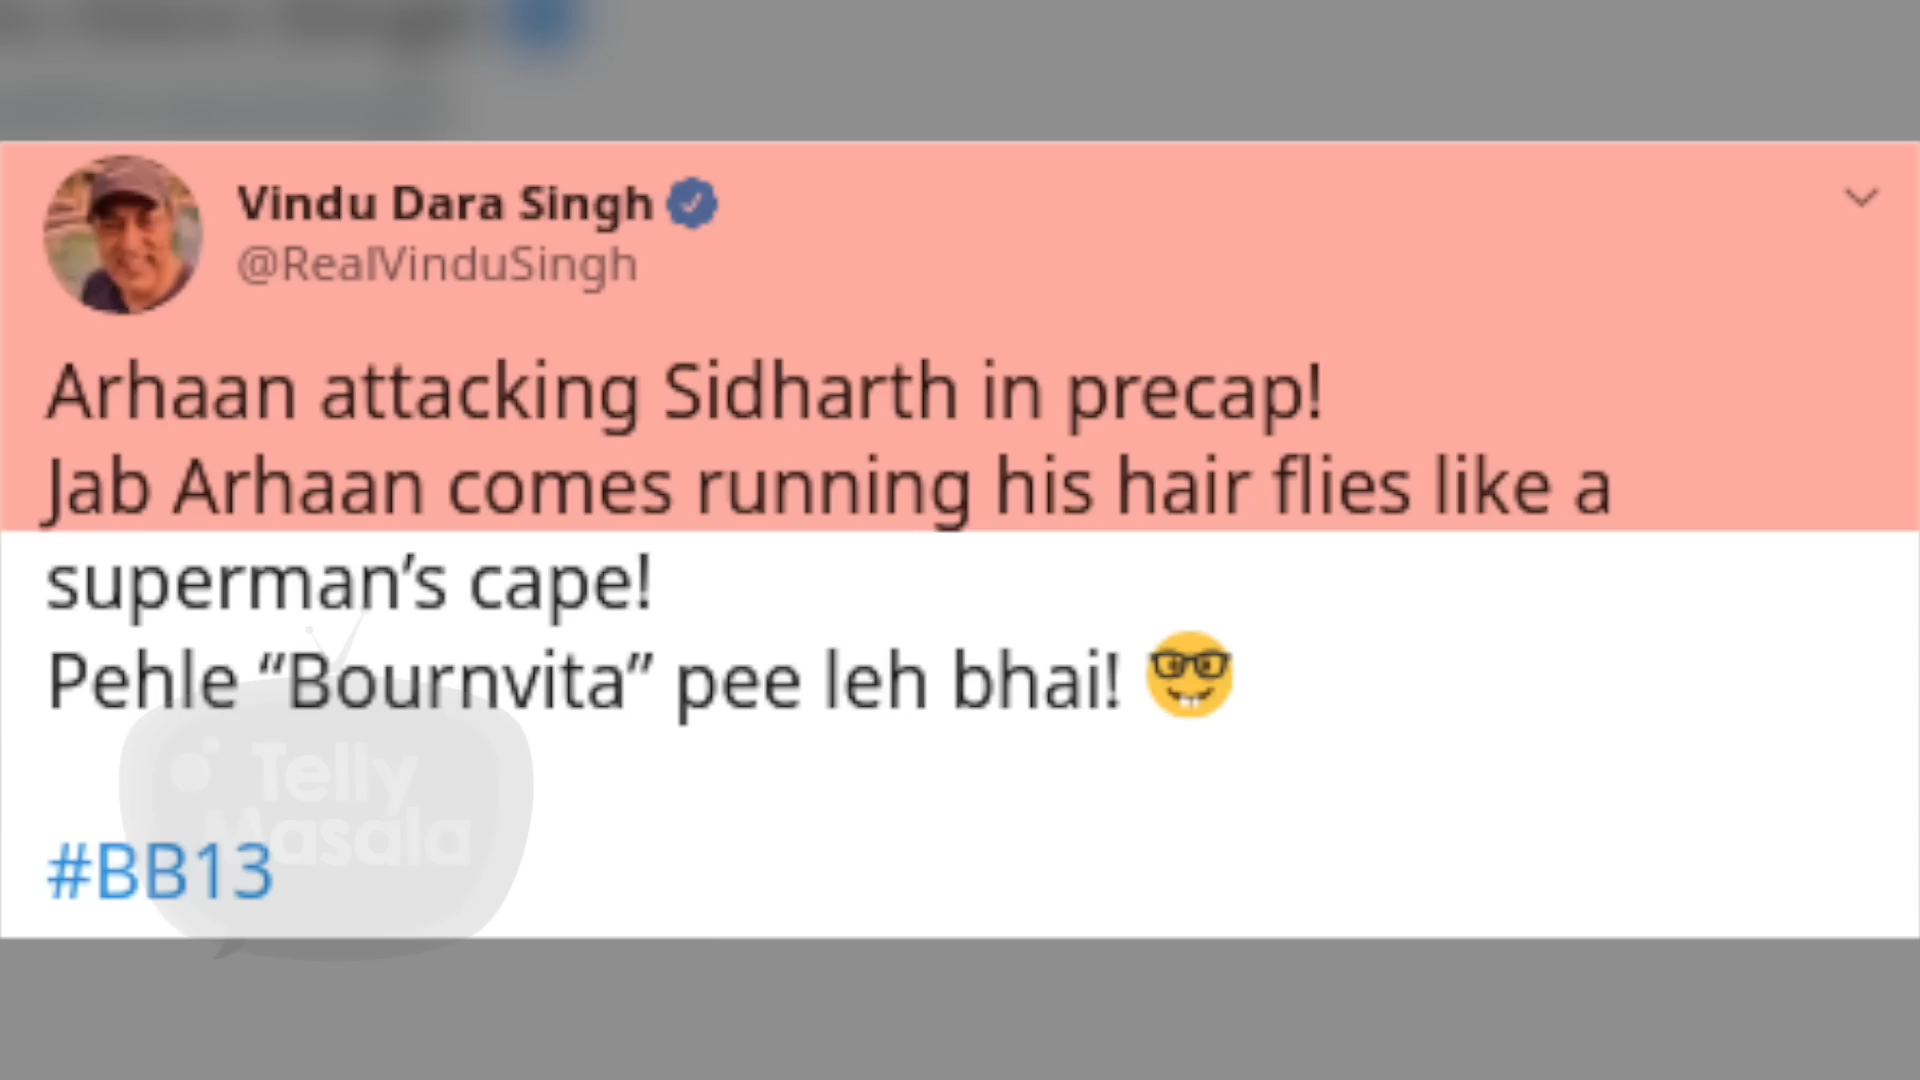 Vindu Dara Singh
@RealVinduSingh
Arhaan attacking Sidharth in precap!
Jab Arhaan comes running his hair flies like a
superman’s cape!
Pehle “Bournvita” pee leh bhai! 🤓
Telly
Masala
#BB13